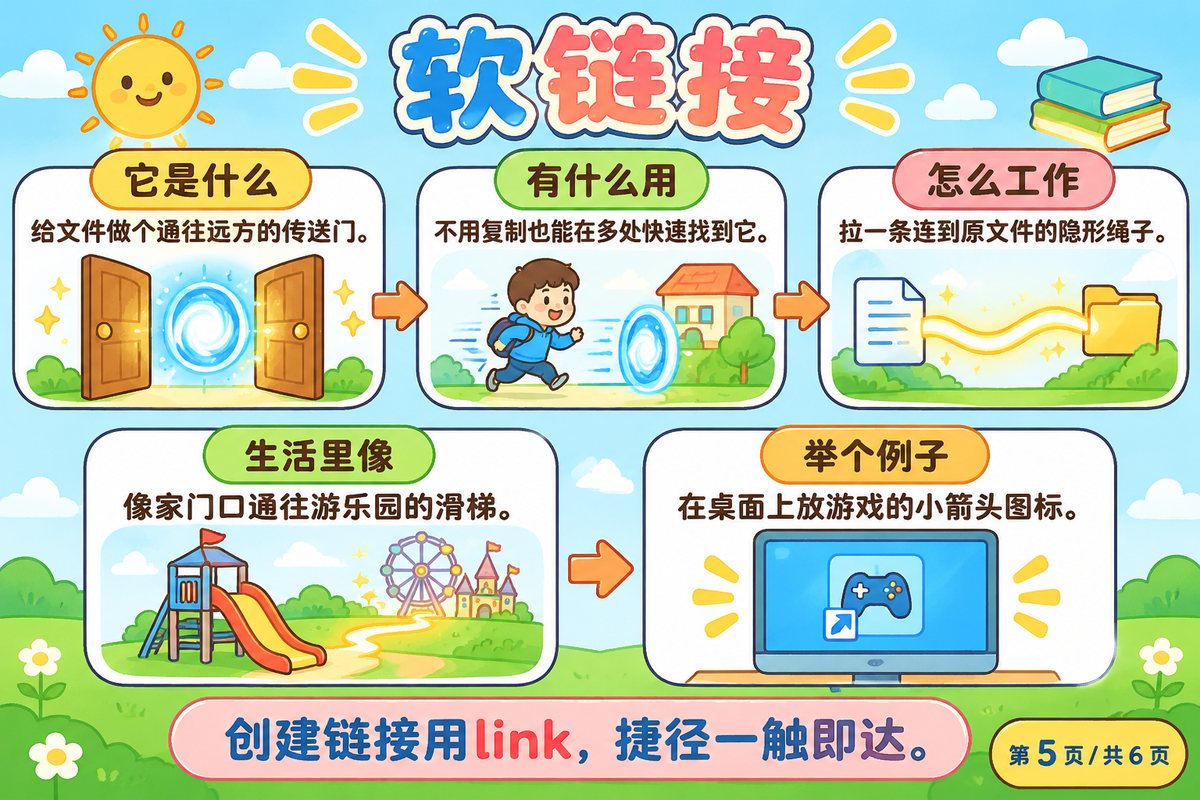 软链接
它是什么
给文件做个通往远方的传送门。
有什么用
不用复制也能在多处快速找到它。
怎么工作
拉一条连到原文件的隐形绳子。
生活里像
像家门口通往游乐园的滑梯。
举个例子
在桌面上放游戏的小箭头图标。
创建链接用link，捷径一触即达。
第5页/共6页